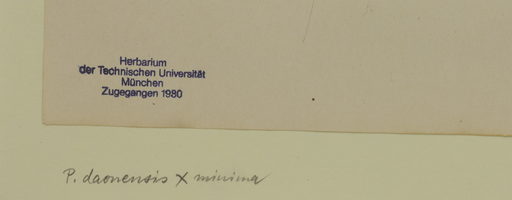 Herbarium
der Technischen Universität
München
Zugegangen 1980
P. daonensis × minima